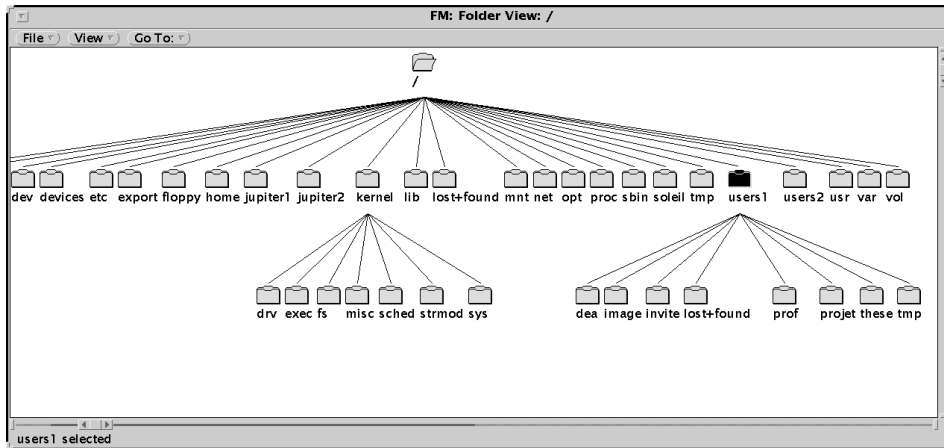 FM: Folder View: /
File View Go To:
/
dev devices etc export floppy home jupiter1 jupiter2 kernel lib lost+found mnt net opt proc sbin soleil tmp users1 users2 usr var vol
drv exec fs misc sched strmod sys dea image invite lost+found prof projet these tmp
users1 selected